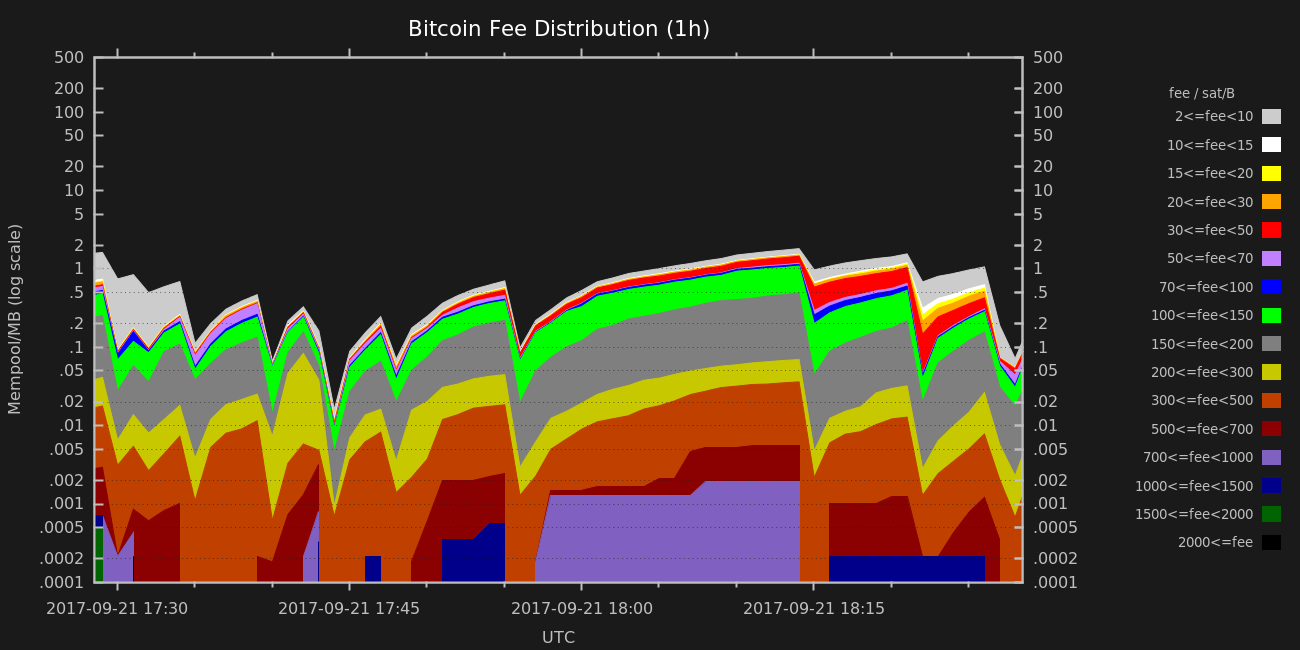 Bitcoin Fee Distribution (1h)
Mempool/MB (log scale)
500
200
100
50
20
10
5
2
1
.5
.2
.1
.05
.02
.01
.005
.002
.001
.0005
.0002
.0001
500
200
100
50
20
10
5
2
1
.5
.2
.1
.05
.02
.01
.005
.002
.001
.0005
.0002
.0001
2017-09-21 17:30
2017-09-21 17:45
2017-09-21 18:00
2017-09-21 18:15
UTC
fee / sat/B
2<=fee<10
10<=fee<15
15<=fee<20
20<=fee<30
30<=fee<50
50<=fee<70
70<=fee<100
100<=fee<150
150<=fee<200
200<=fee<300
300<=fee<500
500<=fee<700
700<=fee<1000
1000<=fee<1500
1500<=fee<2000
2000<=fee